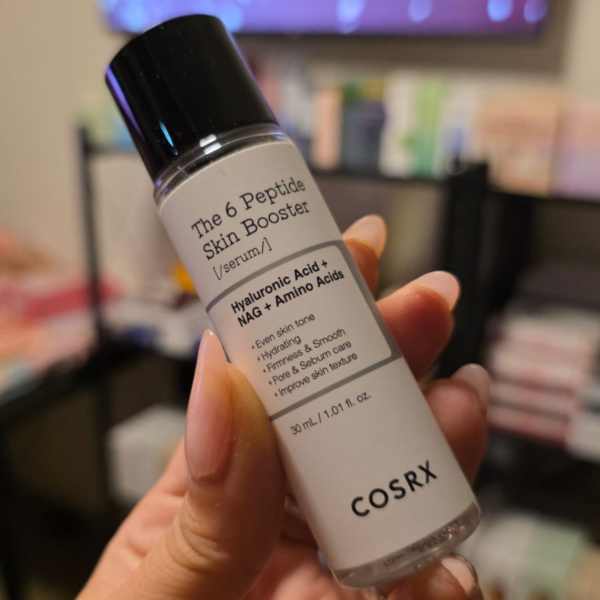 The 6 Peptide
Skin Booster
[/serum/]
Hyaluronic Acid +
NAG + Amino Acids
• Even skin tone
• Hydrating
• Firmness & Smooth
• Pore & Sebum care
• Improve skin texture
30 mL / 1.01 fl. oz.
COSRX